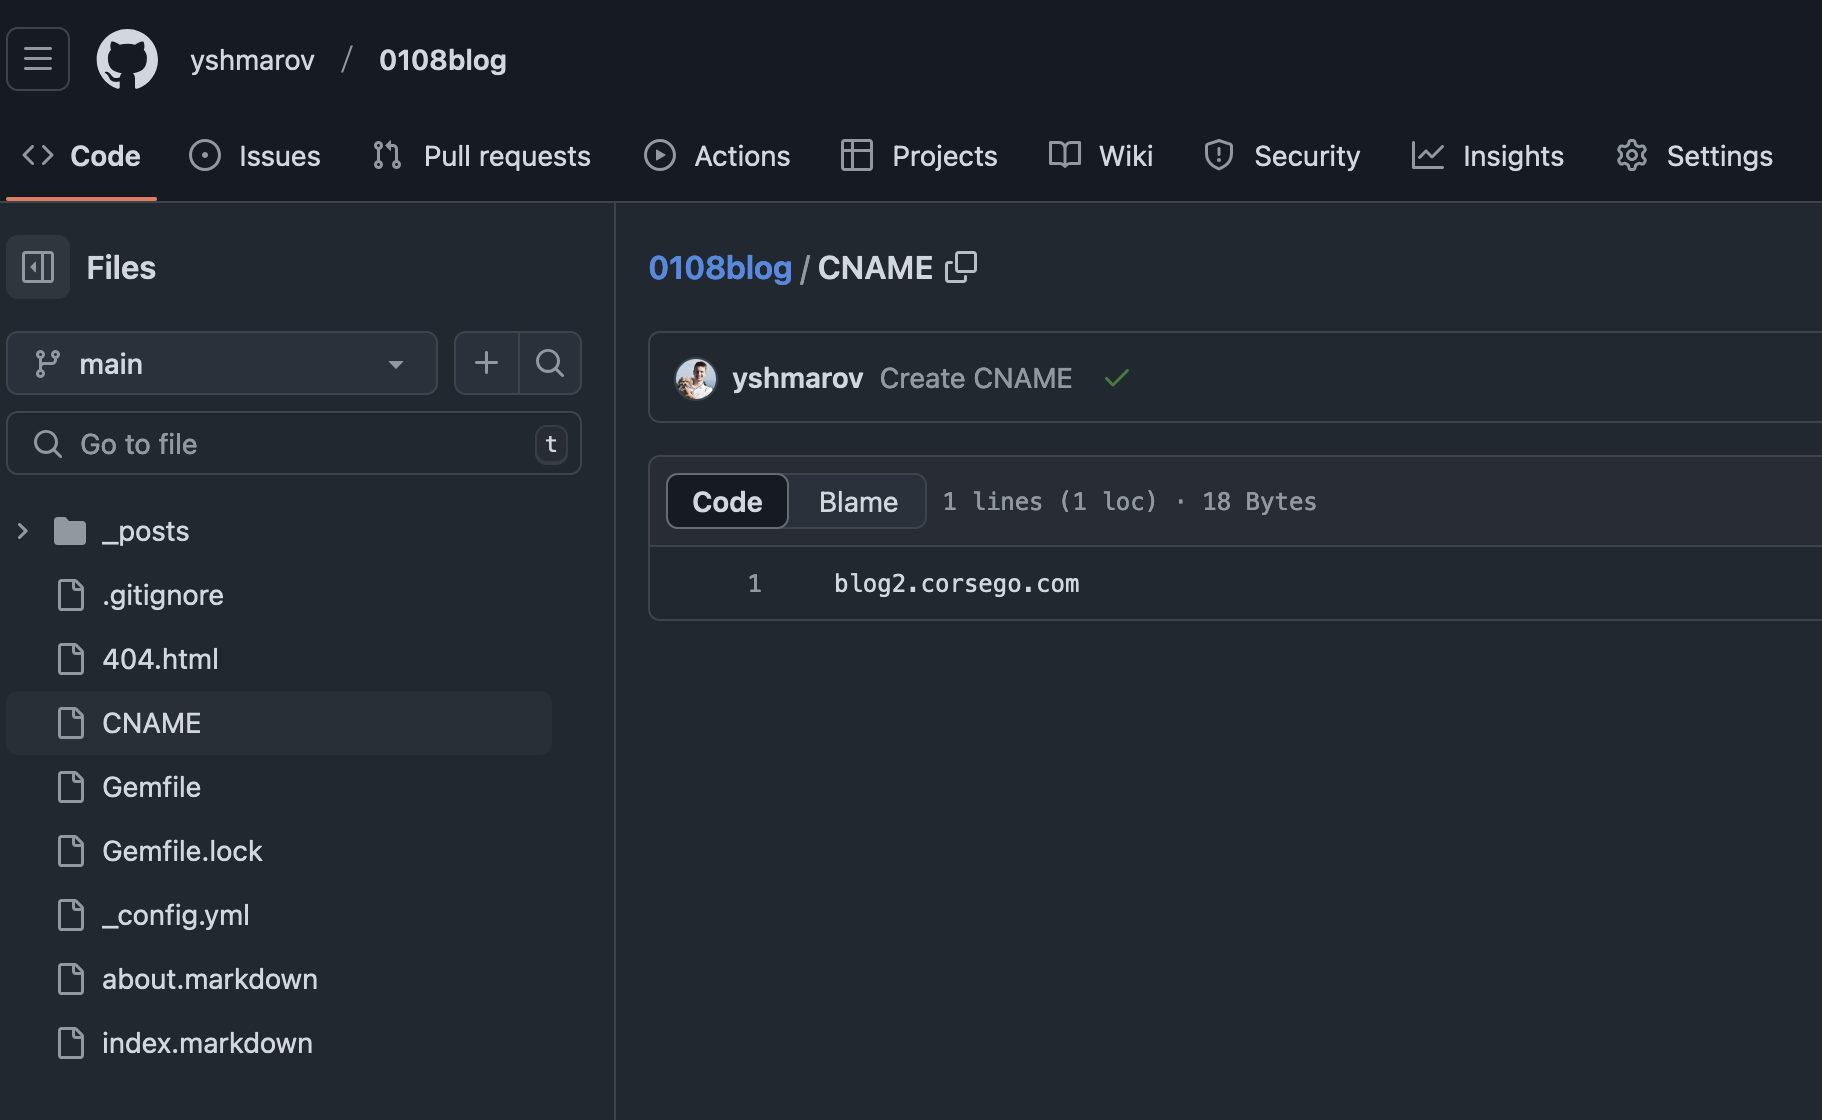 yshmarov / 0108blog
Code Issues Pull requests Actions Projects Wiki Security Insights Settings
Files
main
Go to file t
_posts
.gitignore
404.html
CNAME
Gemfile
Gemfile.lock
_config.yml
about.markdown
index.markdown
0108blog / CNAME
yshmarov Create CNAME
Code Blame 1 lines (1 loc) · 18 Bytes
1 blog2.corsego.com